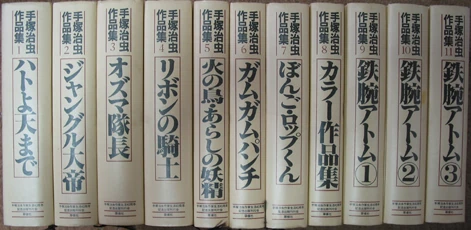 手塚治虫
作品集
1
ハトよ天まで
手塚治虫
作品集
2
ジャングル大帝
手塚治虫
作品集
3
オズマ隊長
手塚治虫
作品集
4
リボンの騎士
手塚治虫
作品集
5
火の鳥・あらしの妖精
手塚治虫
作品集
6
ガムガムパンチ
手塚治虫
作品集
7
ぽんご・ロップくん
手塚治虫
作品集
8
カラー作品集
手塚治虫
作品集
9
鉄腕アトム①
手塚治虫
作品集
10
鉄腕アトム②
手塚治虫
作品集
11
鉄腕アトム③